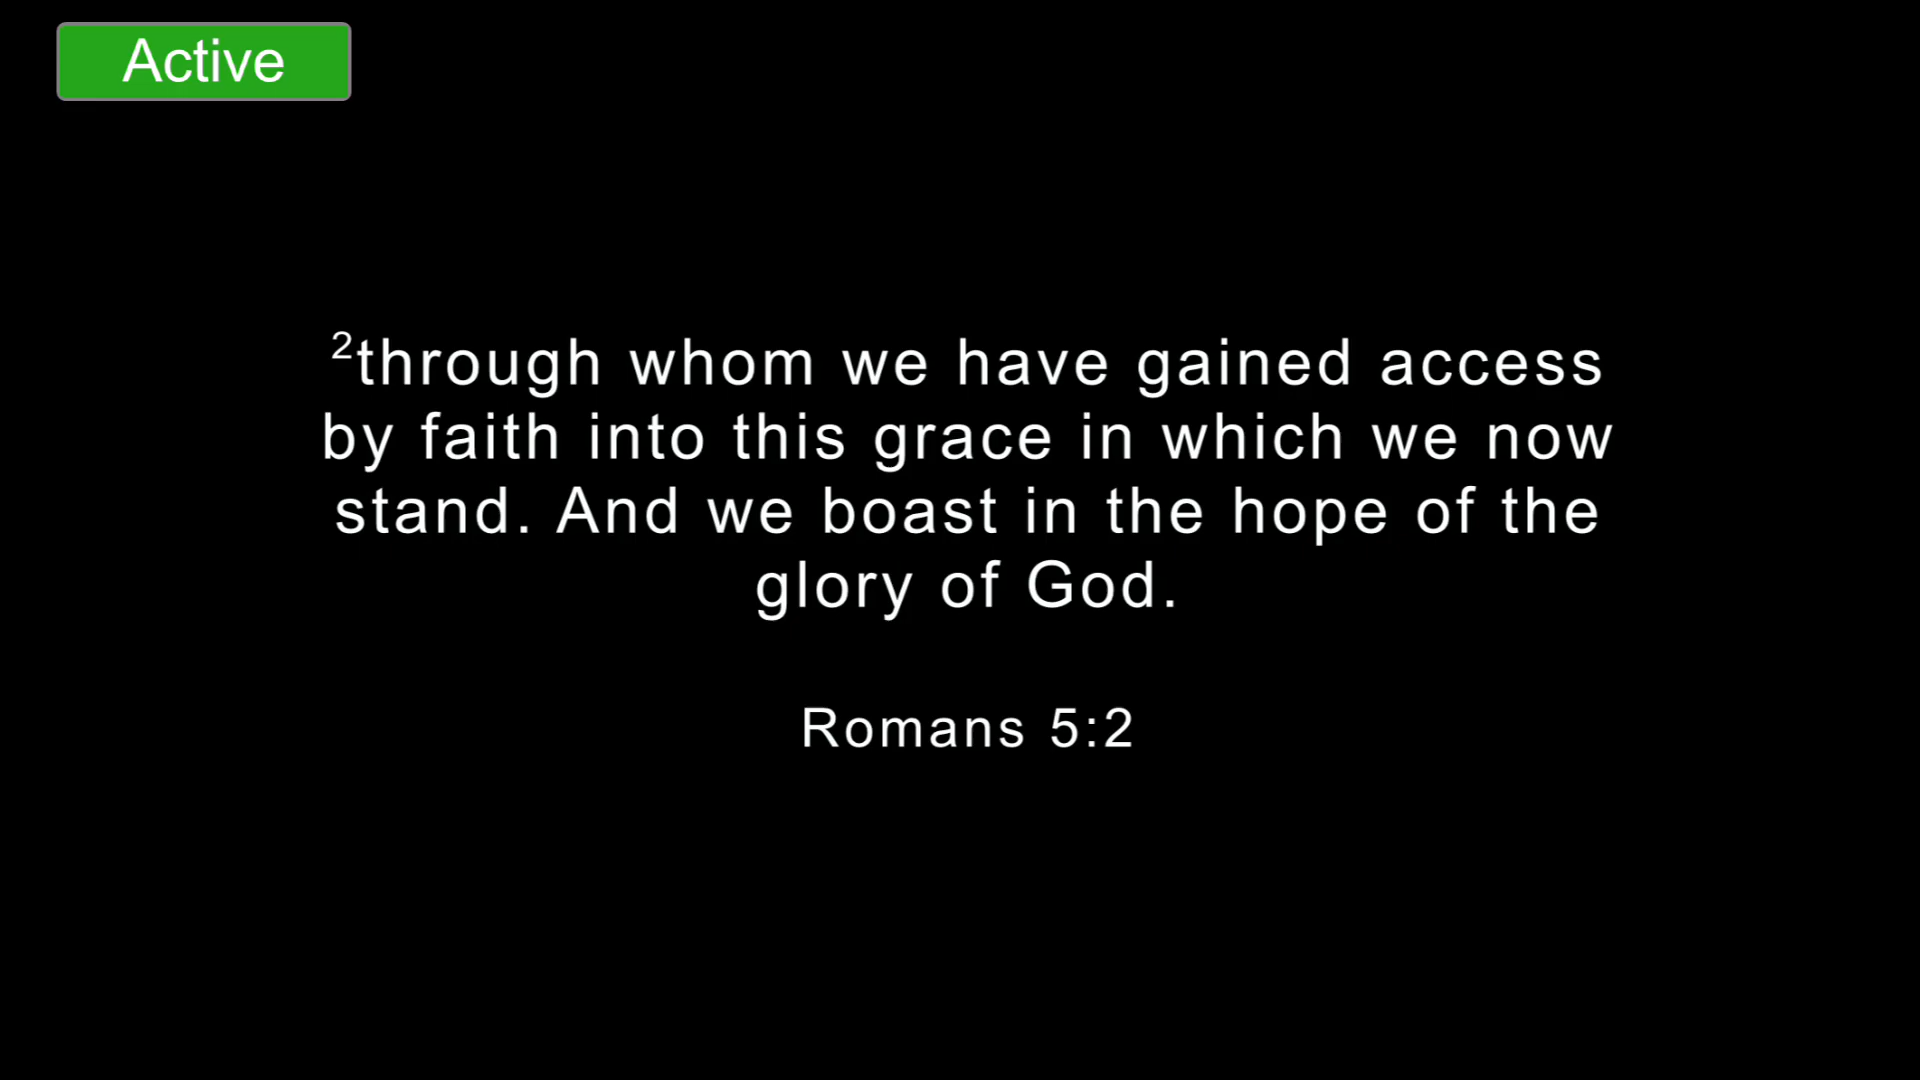 Active
²through whom we have gained access
by faith into this grace in which we now
stand. And we boast in the hope of the
glory of God.
Romans 5:2